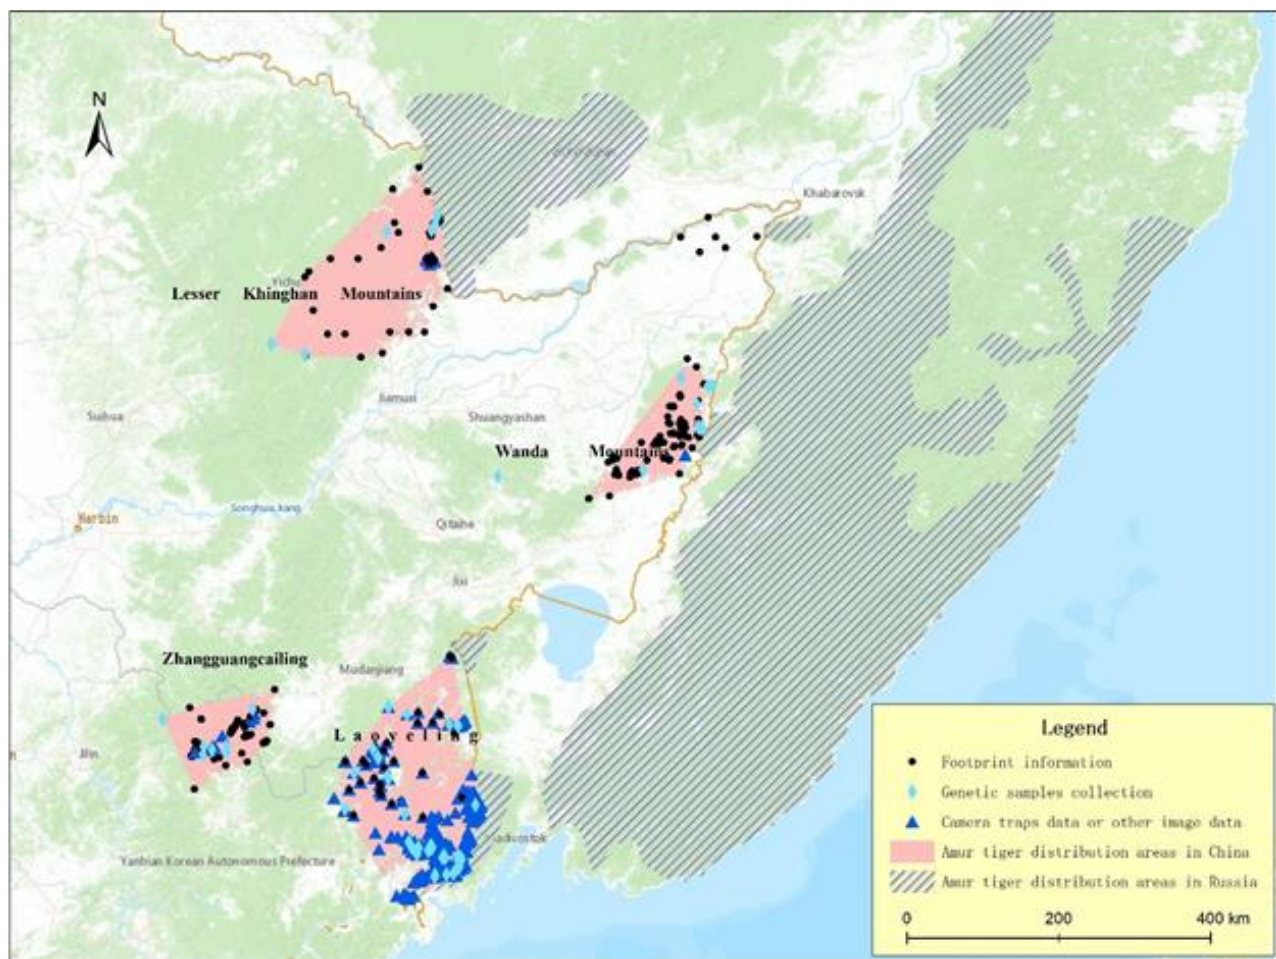 N
Khabarovsk
Yichu
Lesser Khinghan Mountains
Jiamusi
Suihua
Shuangyashan
Wanda Mountains
Songhua Jiang
Harbin
Qitaihe
Jixi
Zhangguangcailing
Mudanjiang
Laoyeling
Jilin
Yanbian Korean Autonomous Prefecture
Legend
Footprint information
Genetic samples collection
Camera traps data or other image data
Amur tiger distribution areas in China
Amur tiger distribution areas in Russia
0 200 400 km